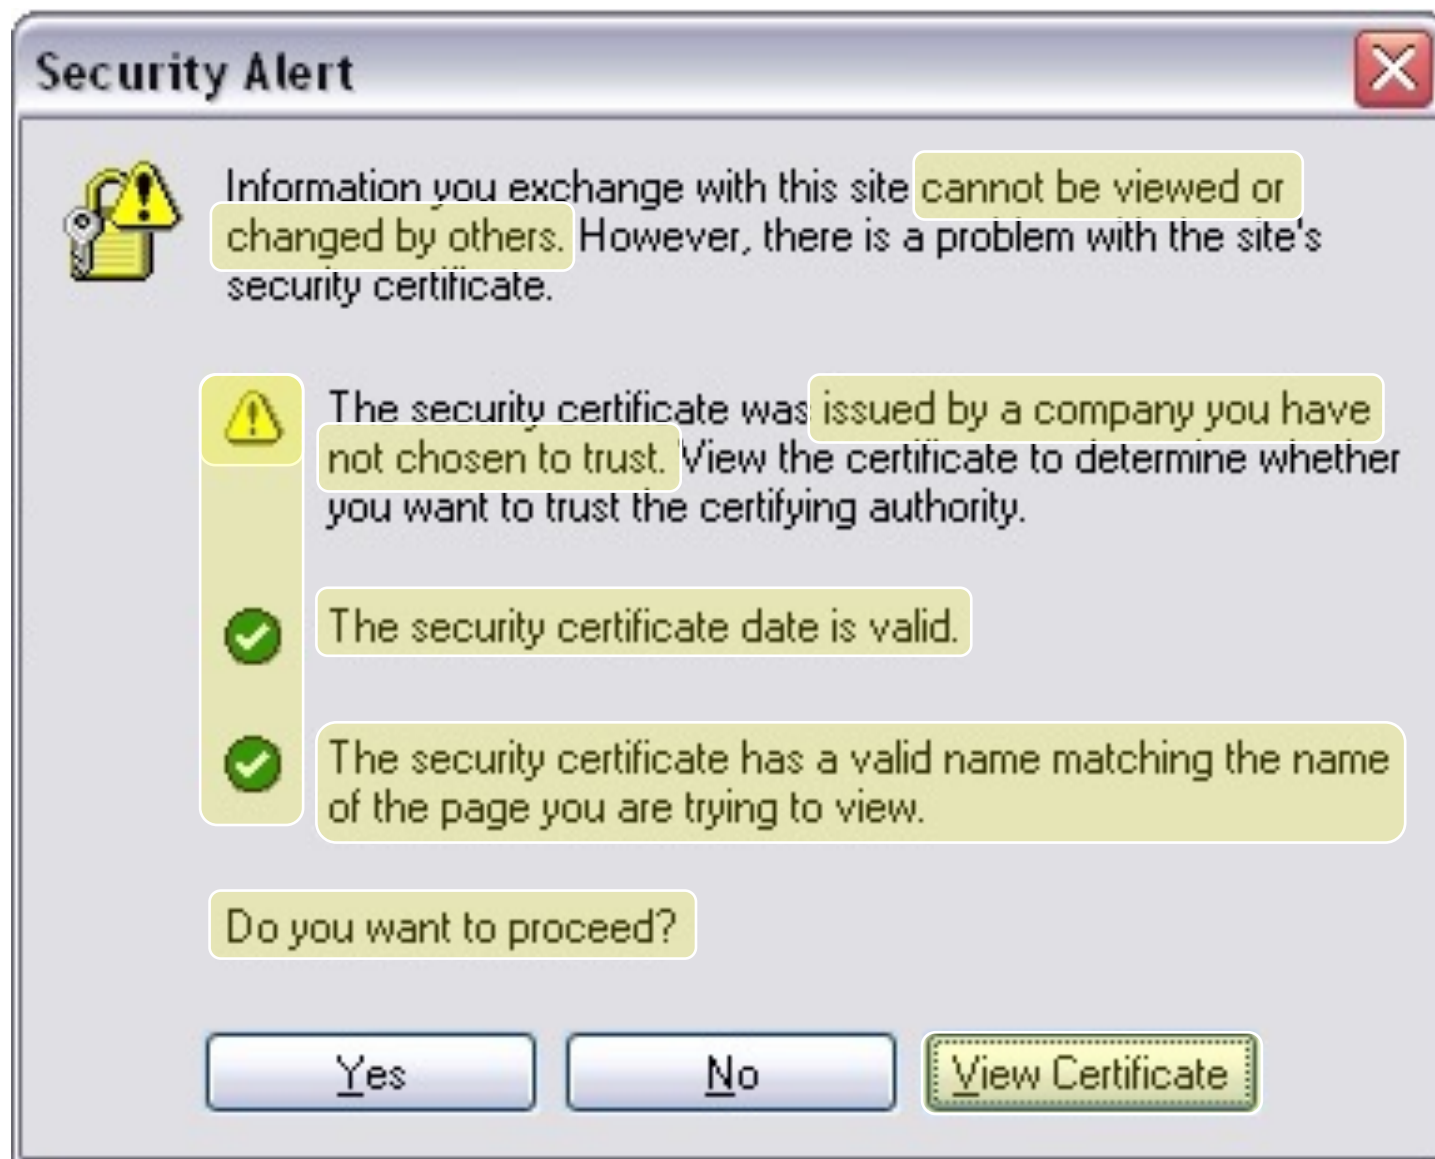 Security Alert
Information you exchange with this site cannot be viewed or
changed by others. However, there is a problem with the site's
security certificate.
The security certificate was issued by a company you have
not chosen to trust. View the certificate to determine whether
you want to trust the certifying authority.
The security certificate date is valid.
The security certificate has a valid name matching the name
of the page you are trying to view.
Do you want to proceed?
Yes No View Certificate